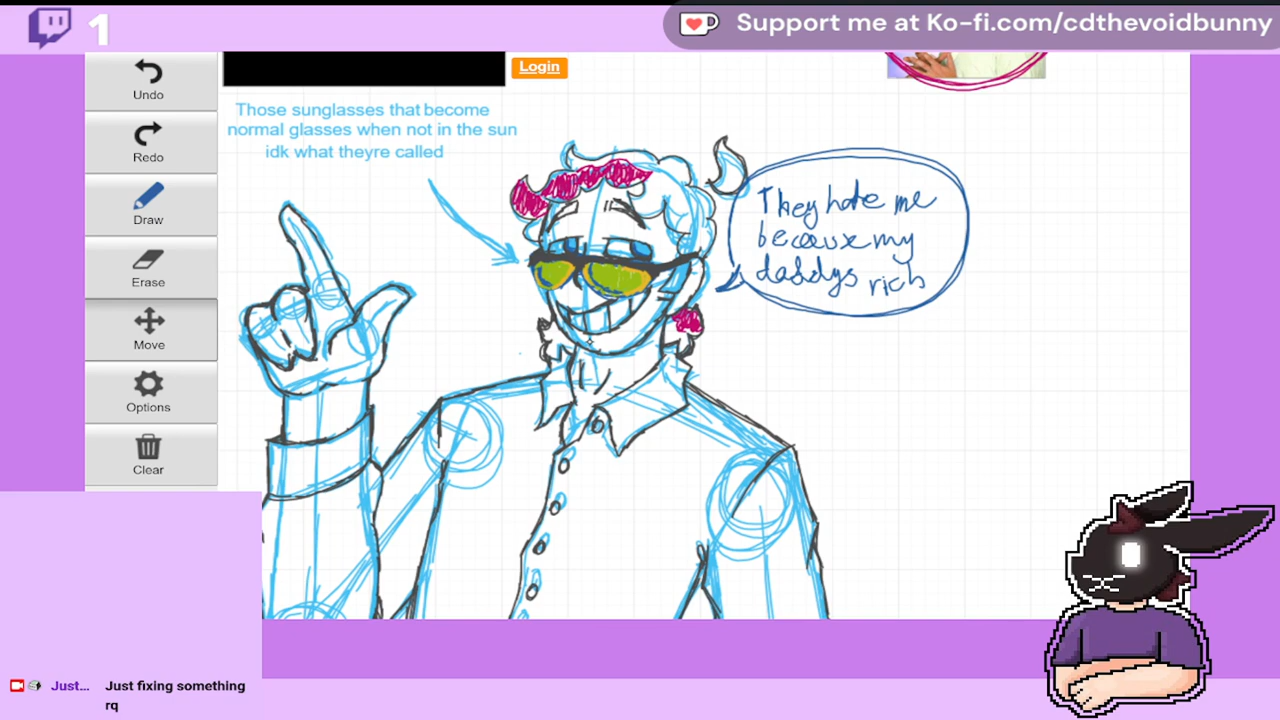 1
Support me at Ko-fi.com/cdthevoidbunny
Undo
Redo
Draw
Erase
Move
Options
Clear
Login
Those sunglasses that become
normal glasses when not in the sun
idk what theyre called
They hate me
because my
daddys rich
Just... Just fixing something
rq